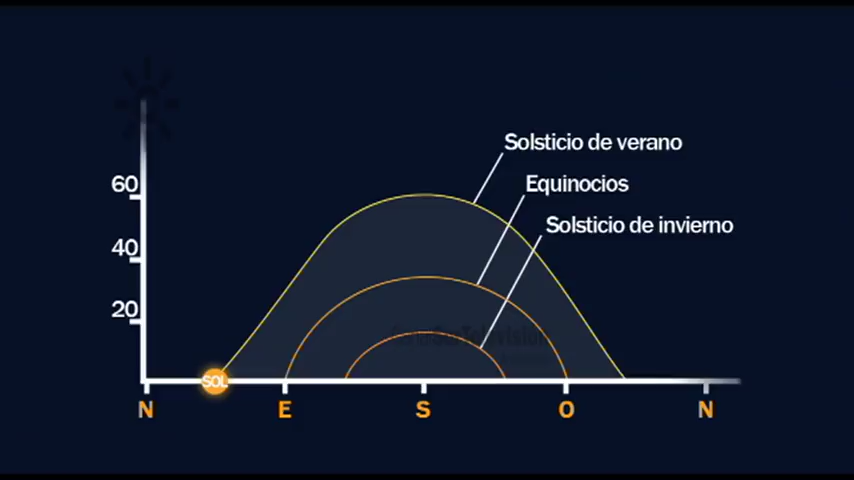 Solsticio de verano
60
Equinocios
Solsticio de invierno
40
20
SOL
N E S O N